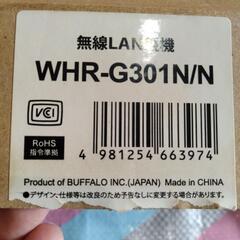 無線LAN親機
WHR-G301N/N
VCI
RoHS
指令準拠
4 981254 663974
Product of BUFFALO INC.(JAPAN) Made in CHINA
●デザイン、仕様等は改良のため予告なしに変更する場合があります。